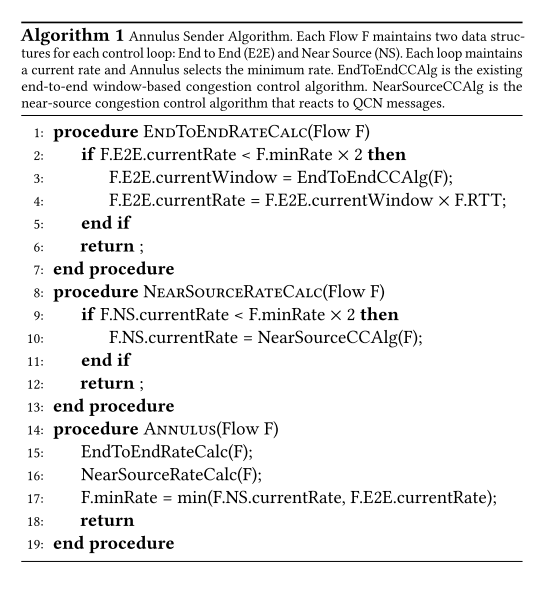 Algorithm 1 Annulus Sender Algorithm. Each Flow F maintains two data struc-
tures for each control loop: End to End (E2E) and Near Source (NS). Each loop maintains
a current rate and Annulus selects the minimum rate. EndToEndCCAlg is the existing
end-to-end window-based congestion control algorithm. NearSourceCCAlg is the
near-source congestion control algorithm that reacts to QCN messages.
1: procedure EndToEndRateCalc(Flow F)
2: if F.E2E.currentRate < F.minRate × 2 then
3: F.E2E.currentWindow = EndToEndCCAlg(F);
4: F.E2E.currentRate = F.E2E.currentWindow × F.RTT;
5: end if
6: return ;
7: end procedure
8: procedure NearSourceRateCalc(Flow F)
9: if F.NS.currentRate < F.minRate × 2 then
10: F.NS.currentRate = NearSourceCCAlg(F);
11: end if
12: return ;
13: end procedure
14: procedure Annulus(Flow F)
15: EndToEndRateCalc(F);
16: NearSourceRateCalc(F);
17: F.minRate = min(F.NS.currentRate, F.E2E.currentRate);
18: return
19: end procedure